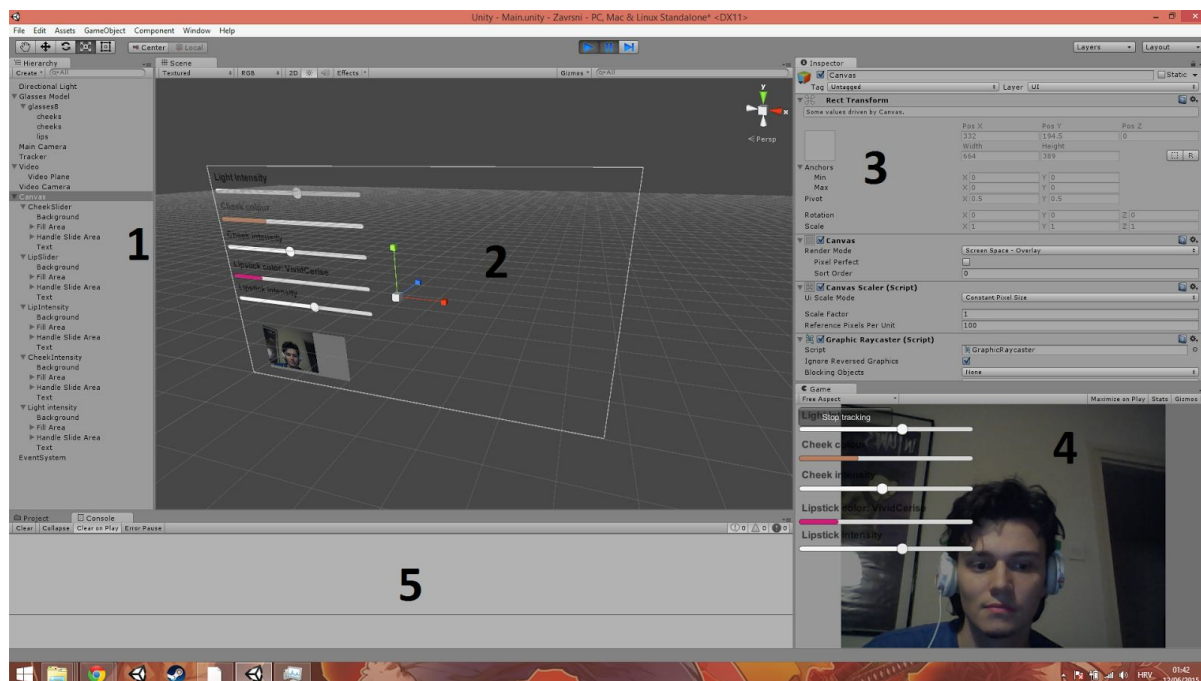 Unity - Main.unity - Zavrsni - PC, Mac & Linux Standalone* <DX11>
File Edit Assets GameObject Component Window Help
Center Local
Layers Layout
Hierarchy
Create All
Directional Light
Glasses Model
glasses8
cheeks
cheeks
lips
Main Camera
Tracker
Video
Video Plane
Video Camera
Canvas
CheekSlider
Background
Fill Area
Handle Slide Area
Text
LipSlider
Background
Fill Area
Handle Slide Area
Text
LipIntensity
Background
Fill Area
Handle Slide Area
Text
CheekIntensity
Background
Fill Area
Handle Slide Area
Text
Light intensity
Background
Fill Area
Handle Slide Area
Text
EventSystem
1
Scene
Textured RGB 2D Effects Gizmos All
y
x
Persp
Light Intensity
Cheek colour
Cheek intensity
Lipstick color: VividCerise
Lipstick intensity
2
Inspector
Canvas Static
Tag Untagged Layer UI
Rect Transform
Some values driven by Canvas.
Pos X Pos Y Pos Z
332 194.5 0
Width Height
664 389
R
Anchors
Min X 0 Y 0
Max X 0 Y 0
Pivot X 0.5 Y 0.5
Rotation X 0 Y 0 Z 0
Scale X 1 Y 1 Z 1
3
Canvas
Render Mode Screen Space - Overlay
Pixel Perfect
Sort Order 0
Canvas Scaler (Script)
Ui Scale Mode Constant Pixel Size
Scale Factor 1
Reference Pixels Per Unit 100
Graphic Raycaster (Script)
Script GraphicRaycaster
Ignore Reversed Graphics
Blocking Objects None
Game
Free Aspect Maximize on Play Stats Gizmos
Stop tracking
Cheek colour
Cheek intensity
Lipstick color: VividCerise
Lipstick intensity
4
Project Console
Clear Collapse Clear on Play Error Pause 0 0 0
5
HRV
01:42
12/06/2015